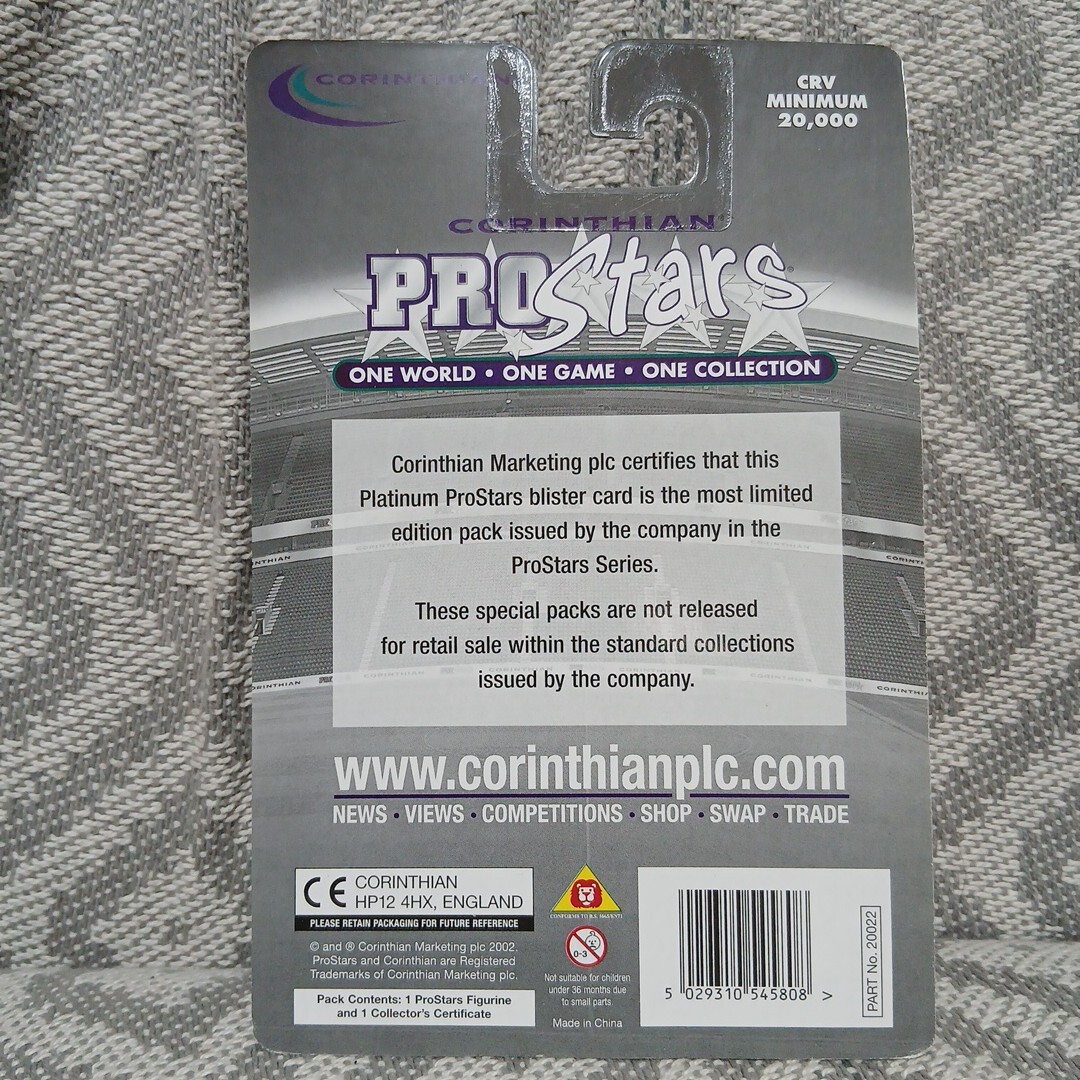 CORINTHIAN
CRV
MINIMUM
20,000
CORINTHIAN®
PROStars®
ONE WORLD • ONE GAME • ONE COLLECTION
Corinthian Marketing plc certifies that this
Platinum ProStars blister card is the most limited
edition pack issued by the company in the
ProStars Series.
These special packs are not released
for retail sale within the standard collections
issued by the company.
www.corinthianplc.com
NEWS • VIEWS • COMPETITIONS • SHOP • SWAP • TRADE
CE CORINTHIAN
HP12 4HX, ENGLAND
PLEASE RETAIN PACKAGING FOR FUTURE REFERENCE
© and ® Corinthian Marketing plc 2002.
ProStars and Corinthian are Registered
Trademarks of Corinthian Marketing plc.
Pack Contents: 1 ProStars Figurine
and 1 Collector's Certificate
CONFORMS TO B.S.
0-3
Not suitable for children
under 36 months due
to small parts.
Made in China
5 029310 545808 >
PART No. 20022